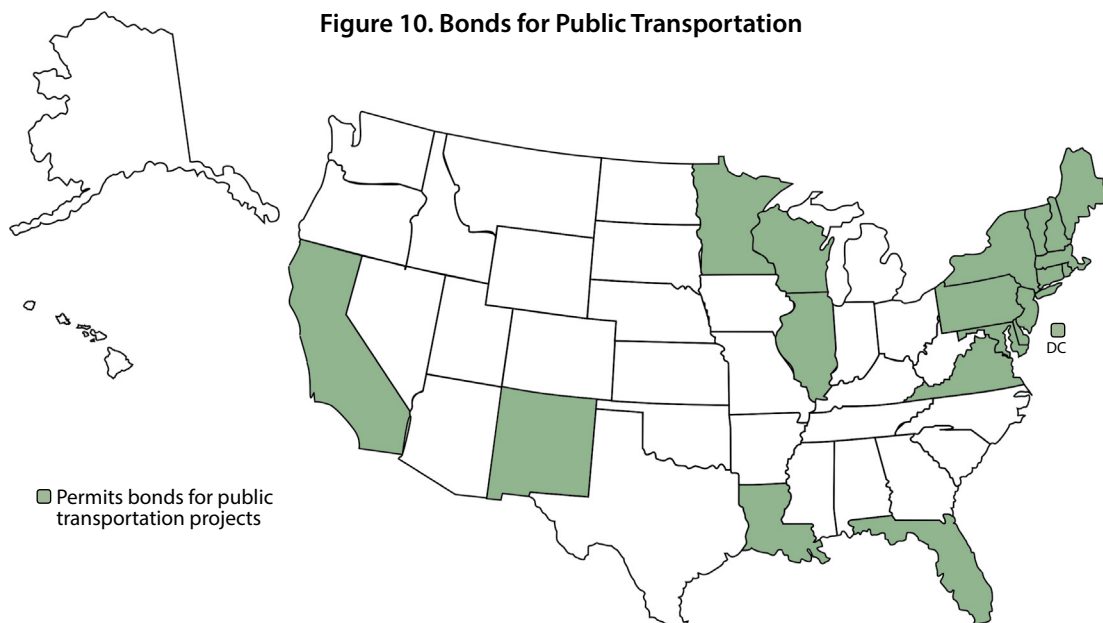 Figure 10. Bonds for Public Transportation
DC
Permits bonds for public
transportation projects